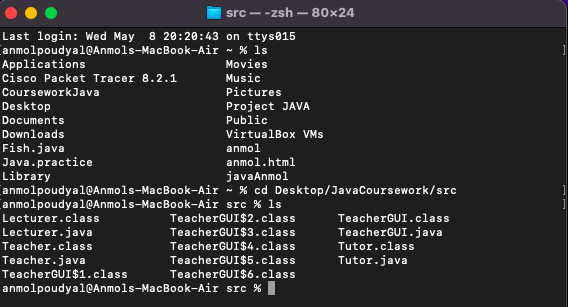 src — -zsh — 80×24
Last login: Wed May  8 20:20:43 on ttys015
[anmolpoudyal@Anmols-MacBook-Air ~ % ls ]
Applications Movies
Cisco Packet Tracer 8.2.1 Music
CourseworkJava Pictures
Desktop Project JAVA
Documents Public
Downloads VirtualBox VMs
Fish.java anmol
Java.practice anmol.html
Library javaAnmol
[anmolpoudyal@Anmols-MacBook-Air ~ % cd Desktop/JavaCoursework/src ]
[anmolpoudyal@Anmols-MacBook-Air src % ls ]
Lecturer.class TeacherGUI$2.class TeacherGUI.class
Lecturer.java TeacherGUI$3.class TeacherGUI.java
Teacher.class TeacherGUI$4.class Tutor.class
Teacher.java TeacherGUI$5.class Tutor.java
TeacherGUI$1.class TeacherGUI$6.class
anmolpoudyal@Anmols-MacBook-Air src %